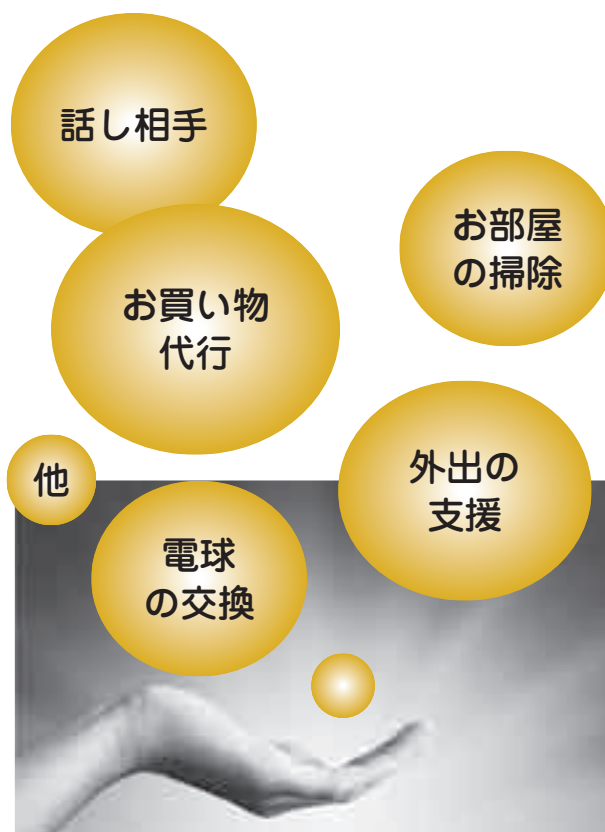 話し相手
お部屋
の掃除
お買い物
代行
外出の
支援
他
電球
の交換